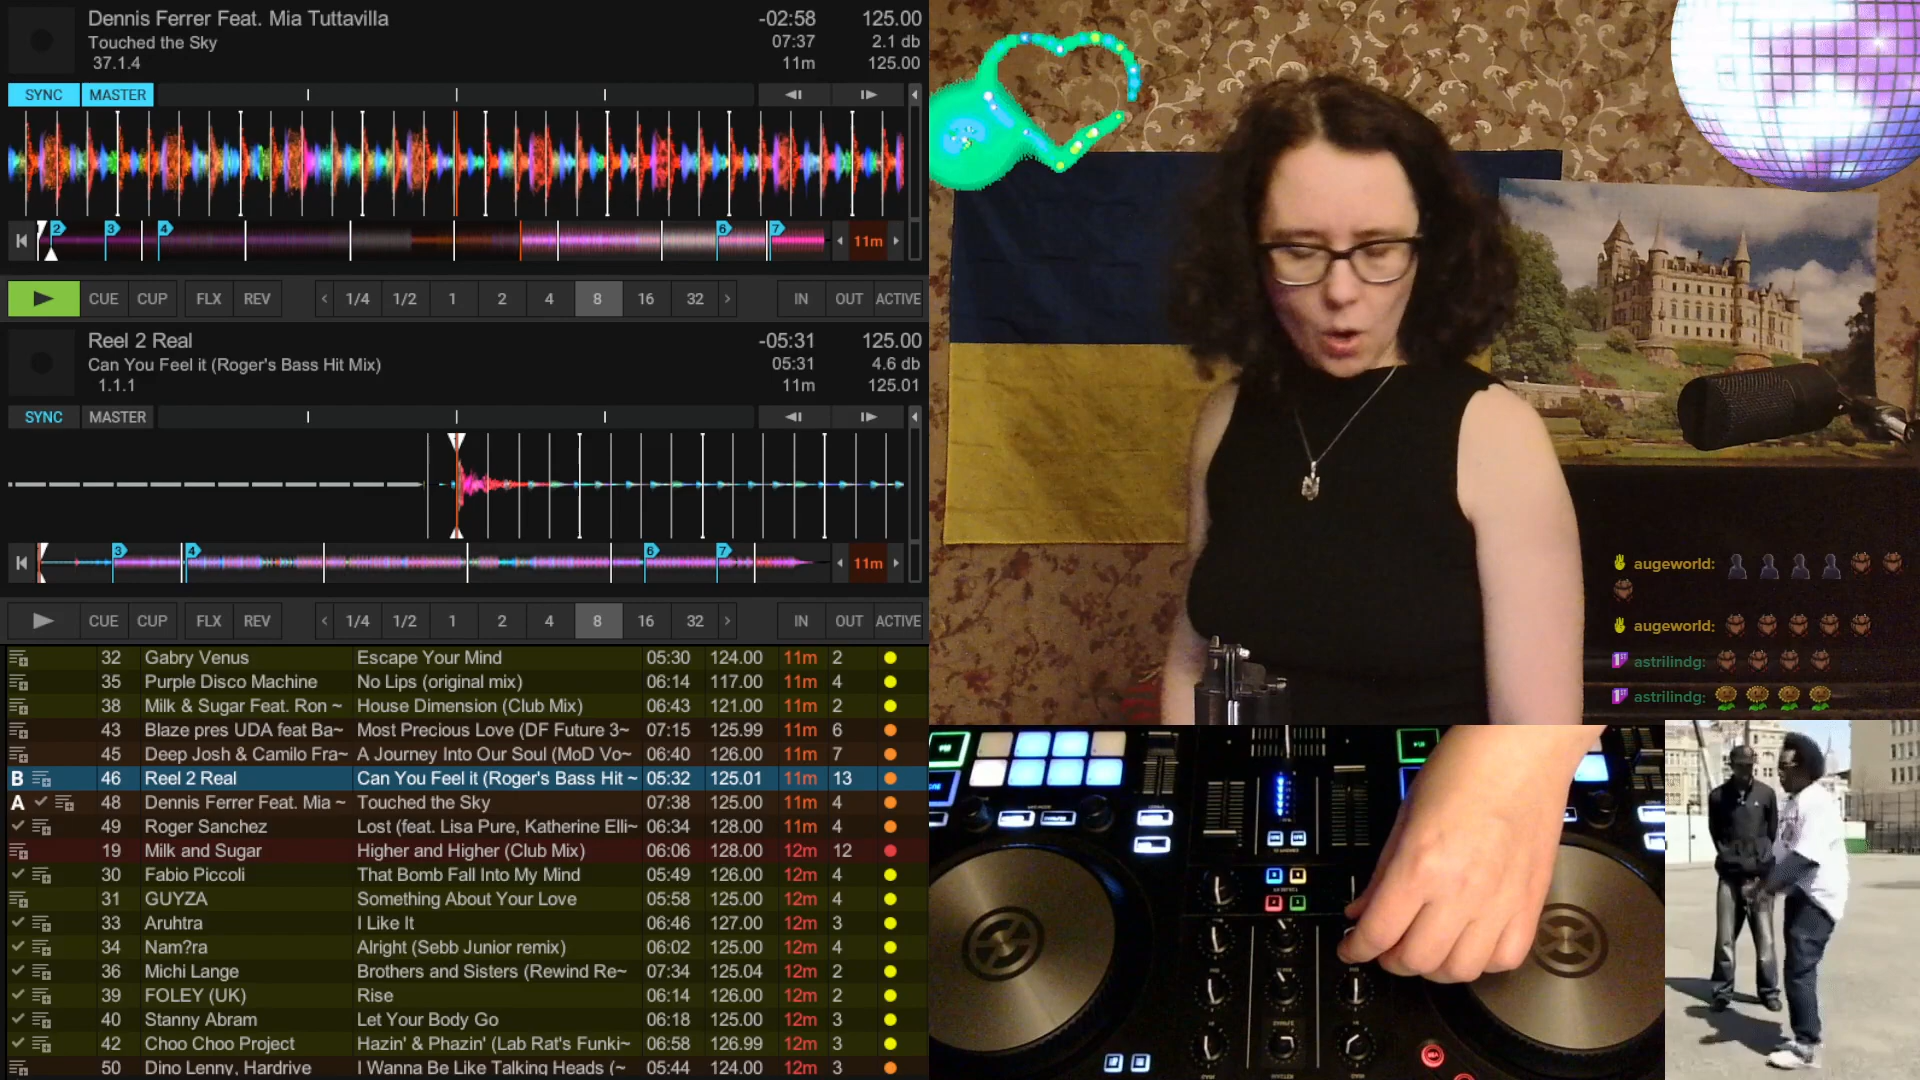 Dennis Ferrer Feat. Mia Tuttavilla -02:58 125.00
Touched the Sky 07:37 2.1 db
37.1.4 11m 125.00
SYNC MASTER
2 3 4 6 7 11m
CUE CUP FLX REV 1/4 1/2 1 2 4 8 16 32 IN OUT ACTIVE
Reel 2 Real -05:31 125.00
Can You Feel it (Roger's Bass Hit Mix) 05:31 4.6 db
1.1.1 11m 125.01
SYNC MASTER
3 4 6 7 11m
CUE CUP FLX REV 1/4 1/2 1 2 4 8 16 32 IN OUT ACTIVE
32 Gabry Venus Escape Your Mind 05:30 124.00 11m 2
35 Purple Disco Machine No Lips (original mix) 06:14 117.00 11m 4
38 Milk & Sugar Feat. Ron ~ House Dimension (Club Mix) 06:43 121.00 11m 2
43 Blaze pres UDA feat Ba~ Most Precious Love (DF Future 3~ 07:15 125.99 11m 6
45 Deep Josh & Camilo Fra~ A Journey Into Our Soul (MoD Vo~ 06:40 126.00 11m 7
B 46 Reel 2 Real Can You Feel it (Roger's Bass Hit ~ 05:32 125.01 11m 13
A 48 Dennis Ferrer Feat. Mia ~ Touched the Sky 07:38 125.00 11m 4
49 Roger Sanchez Lost (feat. Lisa Pure, Katherine Elli~ 06:34 128.00 11m 4
19 Milk and Sugar Higher and Higher (Club Mix) 06:06 128.00 12m 12
30 Fabio Piccoli That Bomb Fall Into My Mind 05:49 126.00 12m 4
31 GUYZA Something About Your Love 05:58 125.00 12m 4
33 Aruhtra I Like It 06:46 127.00 12m 3
34 Nam?ra Alright (Sebb Junior remix) 06:02 125.00 12m 4
36 Michi Lange Brothers and Sisters (Rewind Re~ 07:34 125.04 12m 2
39 FOLEY (UK) Rise 06:14 126.00 12m 2
40 Stanny Abram Let Your Body Go 06:18 125.00 12m 3
42 Choo Choo Project Hazin' & Phazin' (Lab Rat's Funki~ 06:58 126.99 12m 3
50 Dino Lenny, Hardrive I Wanna Be Like Talking Heads (~ 05:44 124.00 12m 3
augeworld:
augeworld:
astrilindg:
astrilindg: